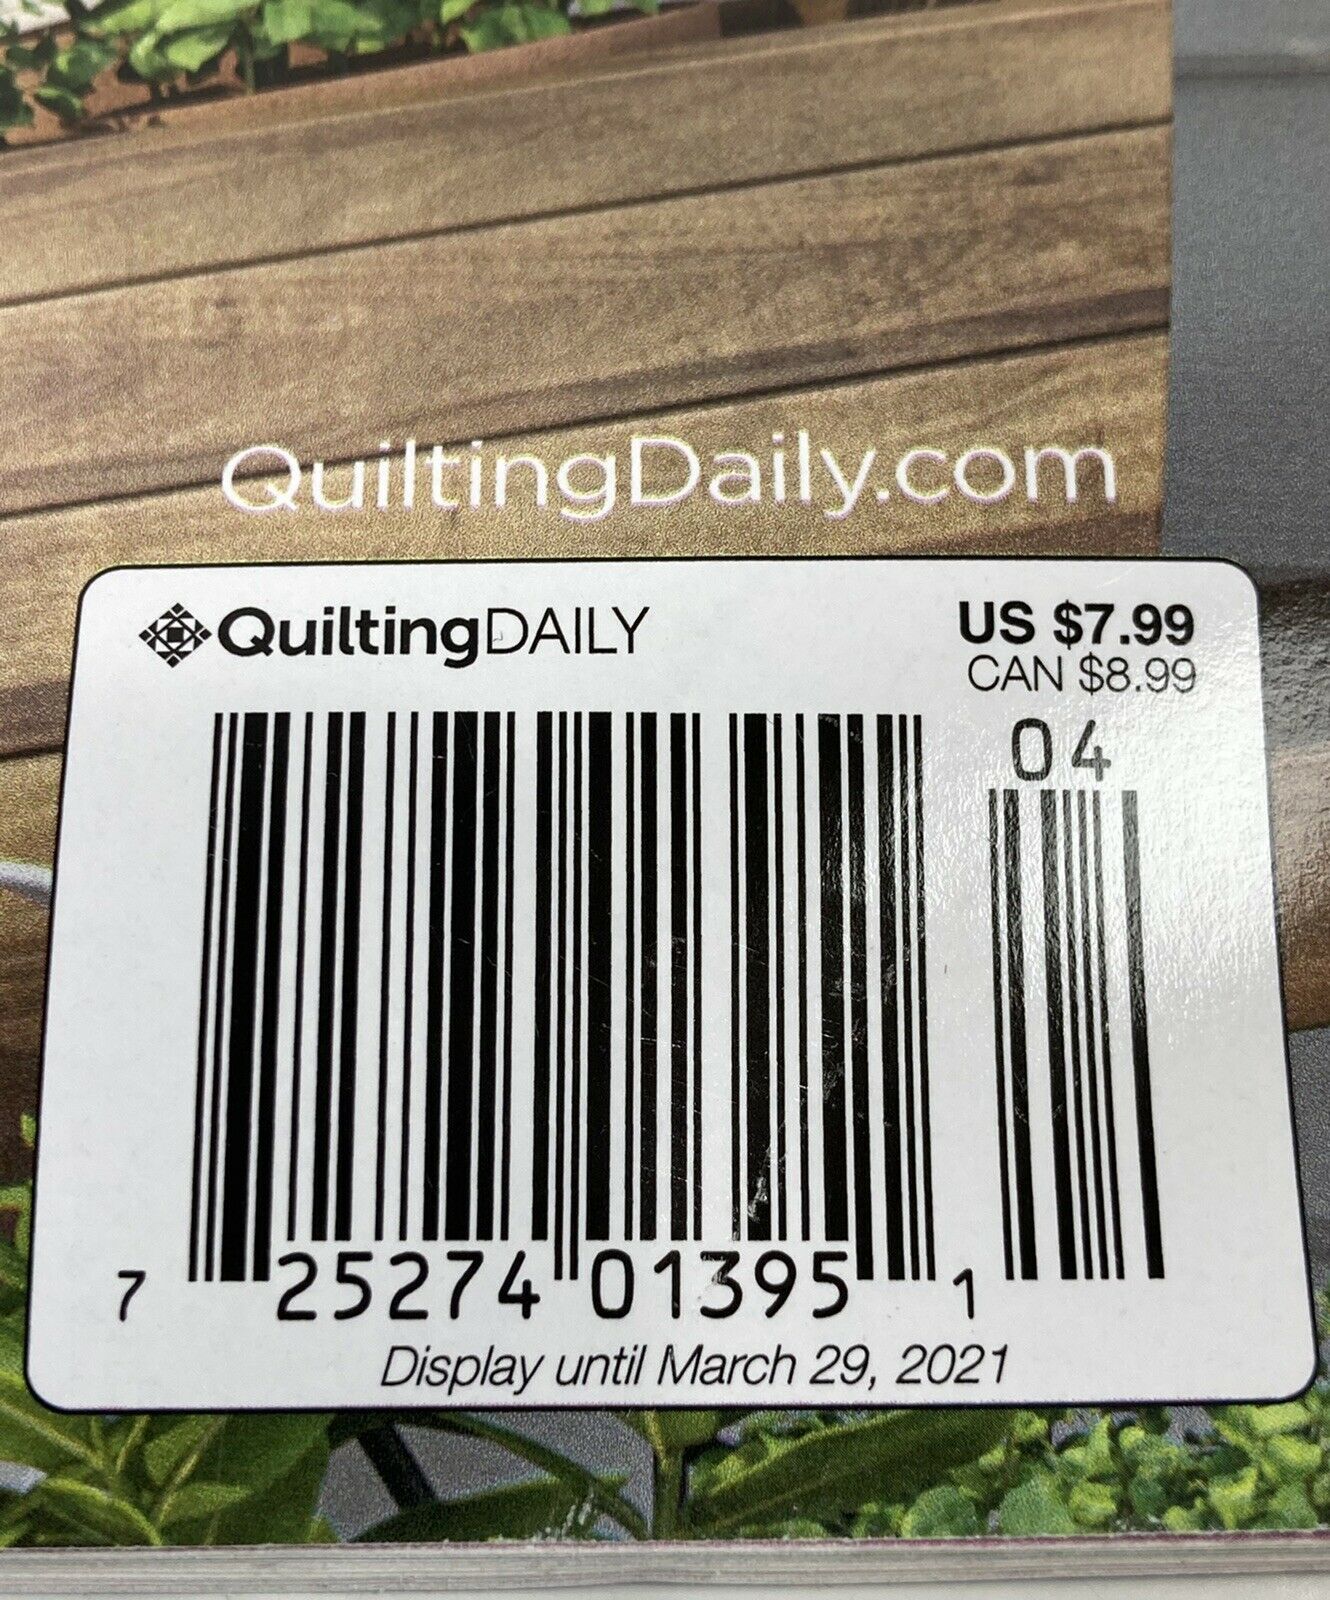 QuiltingDaily.com
QuiltingDAILY
US $7.99
CAN $8.99
04
7 25274 01395 1
Display until March 29, 2021